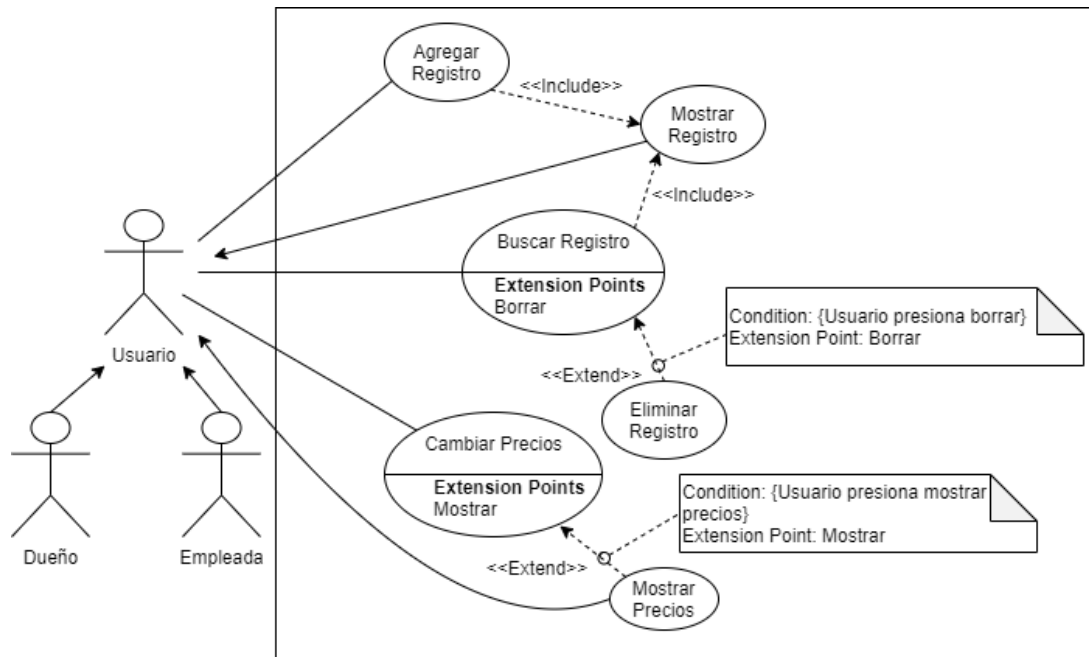 Agregar
Registro
<<Include>>
Mostrar
Registro
<<Include>>
Buscar Registro
Extension Points
Borrar
Condition: {Usuario presiona borrar}
Extension Point: Borrar
Usuario
<<Extend>>
Eliminar
Registro
Cambiar Precios
Extension Points
Mostrar
Condition: {Usuario presiona mostrar
precios}
Extension Point: Mostrar
Dueño
Empleada
<<Extend>>
Mostrar
Precios